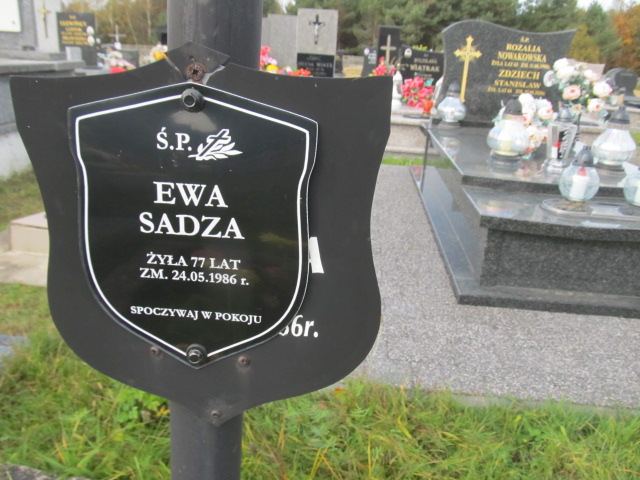 Ś.P.
EWA
SADZA
ŻYŁA 77 LAT
ZM. 24.05.1986 r.
SPOCZYWAJ W POKOJU
A
6r.
Ś.P.
ROZALIA
NOWAKOWSKA
ZDZIECH
STANISŁAW